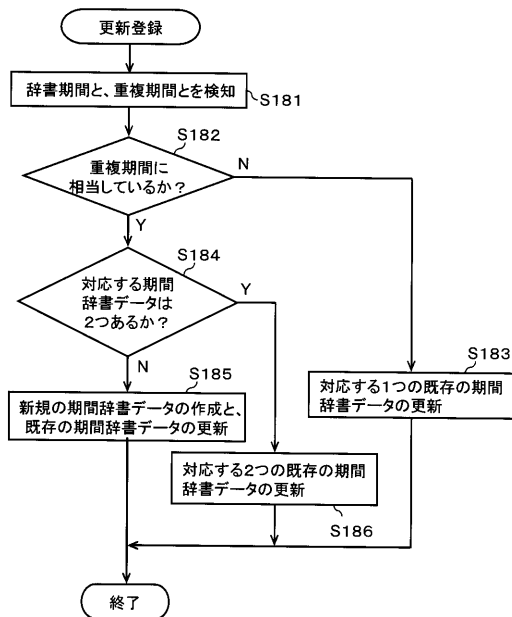 更新登録
辞書期間と、重複期間とを検知
S181
S182
重複期間に
相当しているか?
N
Y
S184
対応する期間
辞書データは
2つあるか?
Y
N
S183
対応する1つの既存の期間
辞書データの更新
S185
新規の期間辞書データの作成と、
既存の期間辞書データの更新
対応する2つの既存の期間
辞書データの更新
S186
終了